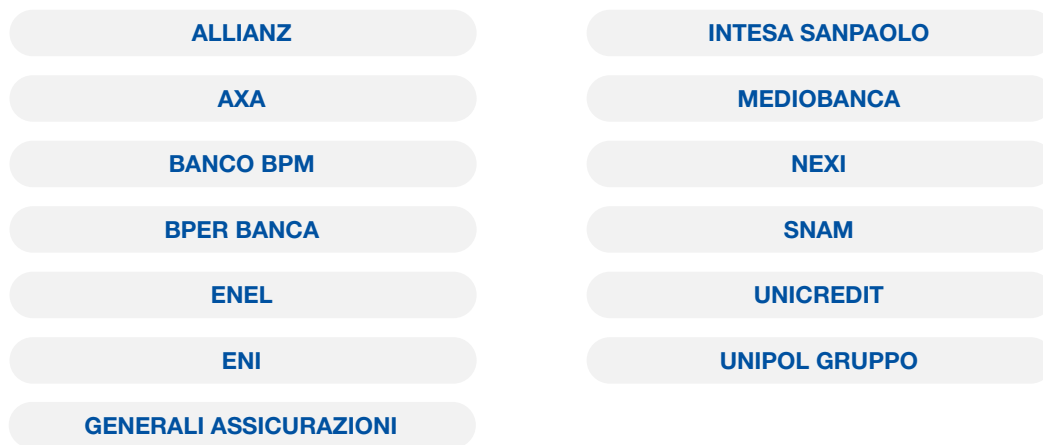 ALLIANZ
AXA
BANCO BPM
BPER BANCA
ENEL
ENI
GENERALI ASSICURAZIONI
INTESA SANPAOLO
MEDIOBANCA
NEXI
SNAM
UNICREDIT
UNIPOL GRUPPO